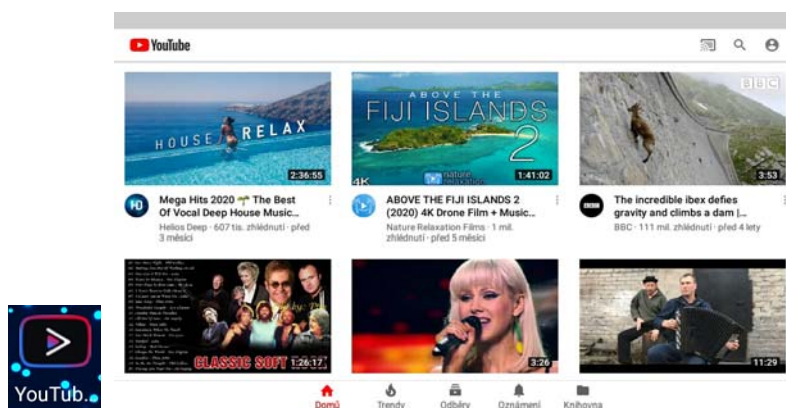 YouTube
HOUSE RELAX
2:36:55
ABOVE THE
FIJI ISLANDS
2
4K
nature
relaxation
1:41:02
BBC
3:53
Mega Hits 2020 🌱 The Best
Of Vocal Deep House Music...
Helios Deep · 607 tis. zhlédnutí · před
3 měsíci
ABOVE THE FIJI ISLANDS 2
(2020) 4K Drone Film + Music...
Nature Relaxation Films · 1 mil.
zhlédnutí · před 5 měsíci
BBC
The incredible ibex defies
gravity and climbs a dam |...
BBC · 111 mil. zhlédnutí · před 4 lety
CLASSIC SOFT
1:26:17
3:26
11:29
YouTub...
Domů
Trendy
Odběry
Oznámení
Knihovna